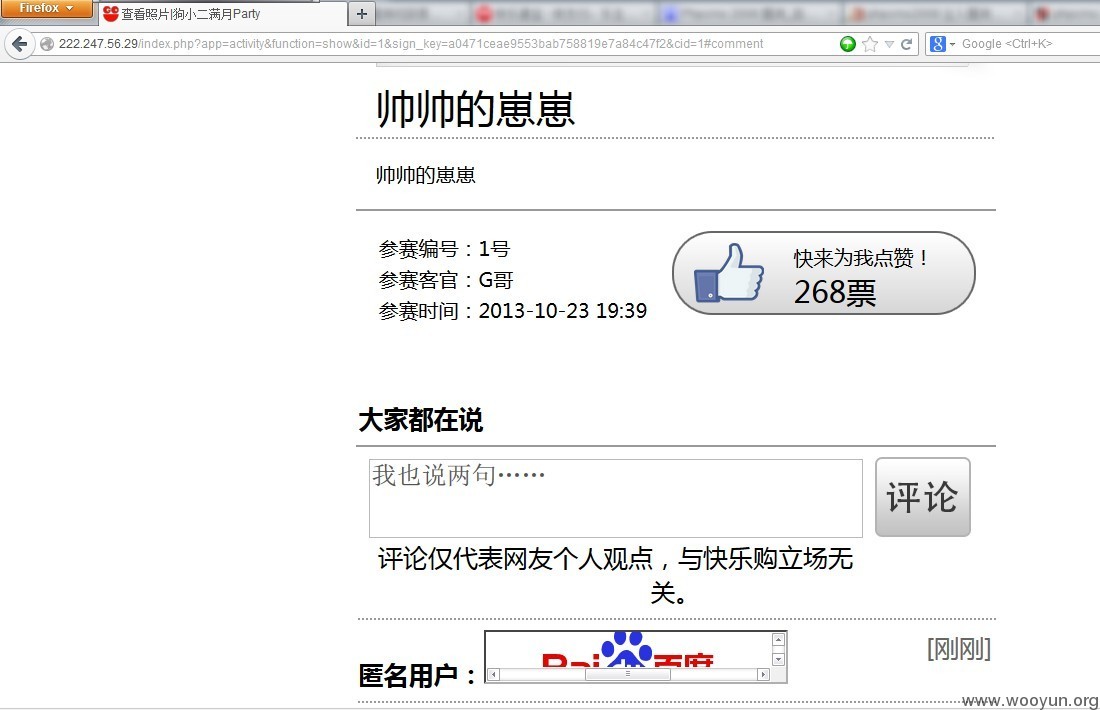 Firefox
查看照片|狗小二满月Party
222.247.56.29/index.php?app=activity&function=show&id=1&sign_key=a0471ceae9553bab758819e7a84c47f2&cid=1#comment
Google <Ctrl+K>
帅帅的崽崽
帅帅的崽崽
参赛编号：1号
参赛客官：G哥
参赛时间：2013-10-23 19:39
快来为我点赞！
268票
大家都在说
我也说两句……
评论
评论仅代表网友个人观点，与快乐购立场无
关。
匿名用户：
Bai 百度
[刚刚]
www.wooyun.org